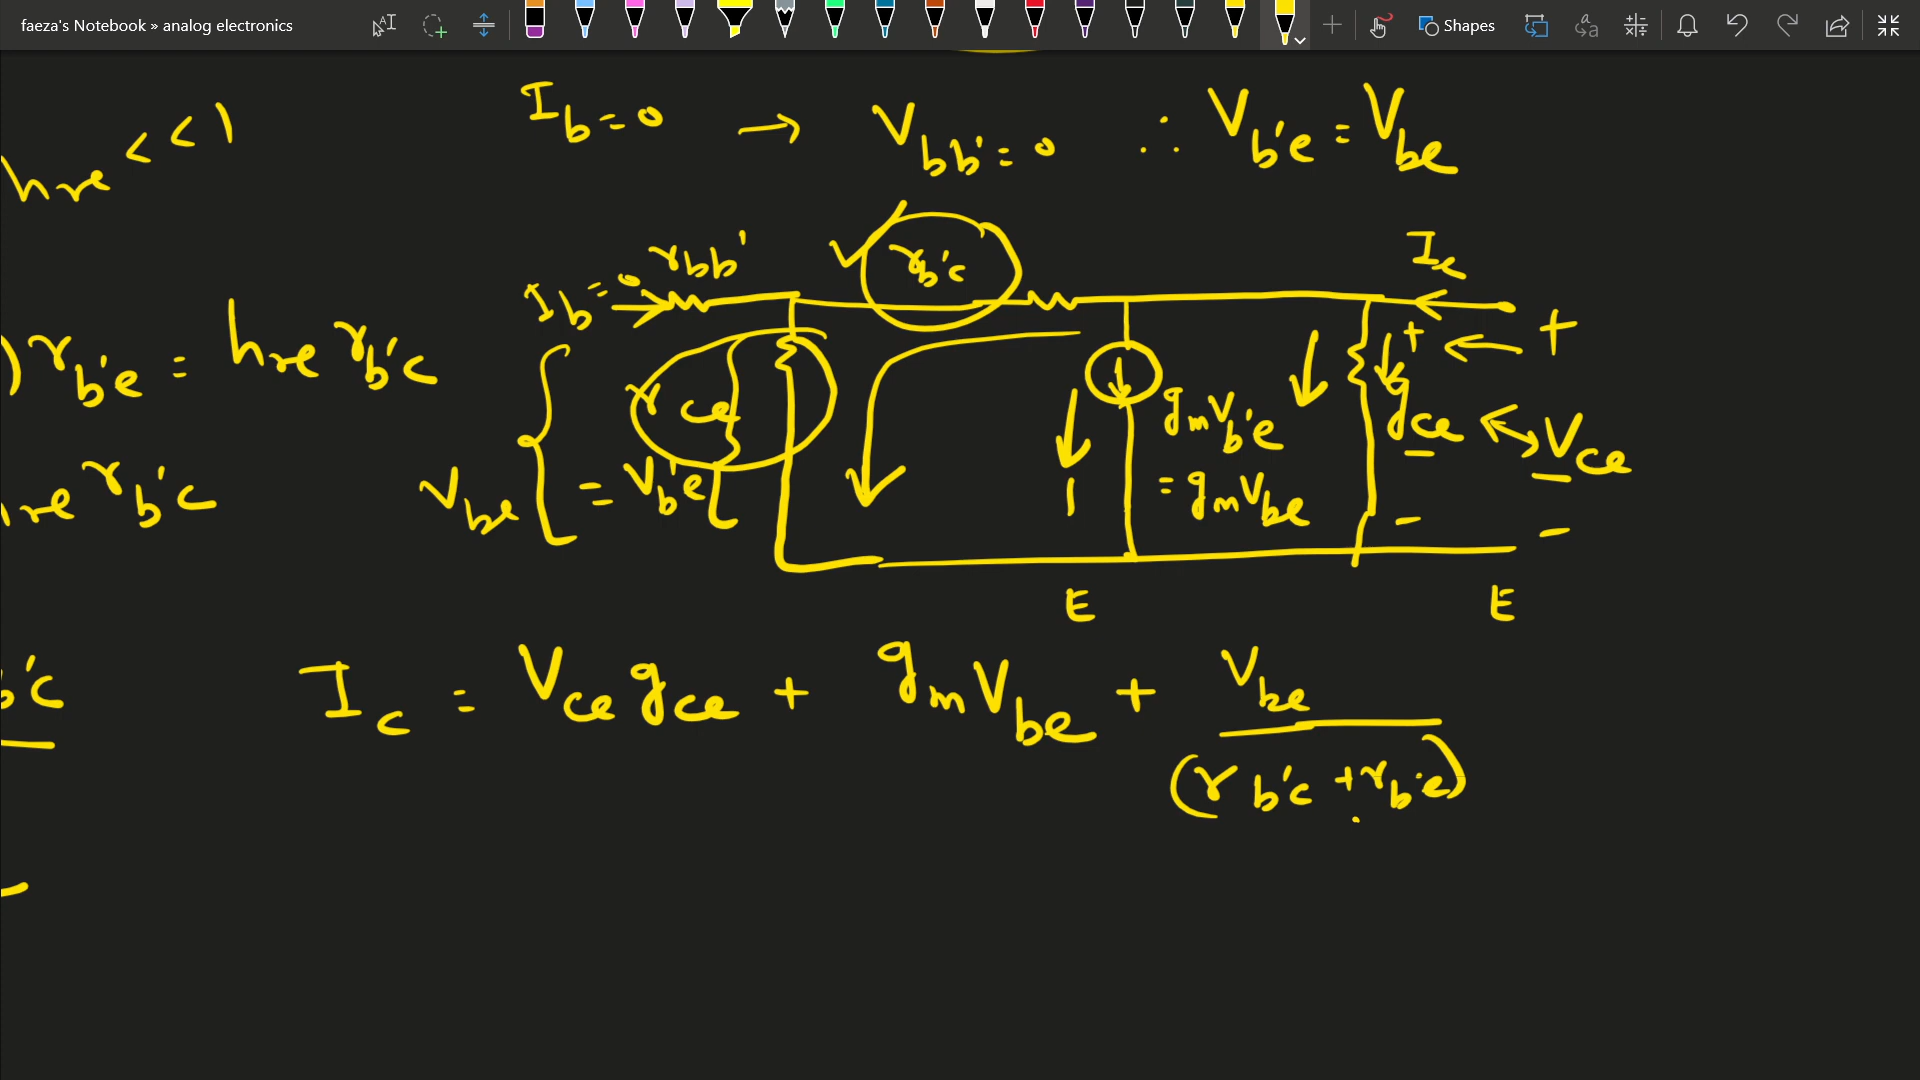 faeza's Notebook » analog electronics
Shapes
hre <<1
Ib=0 → Vbb'=0 ∴ Vb'e = Vbe
Ib=0 rbb' rb'c Ic
) rb'e = hre rb'c
re rb'c
Vbe = Vb'e
rce
gmVb'e
= gmVbe
+ gce ↔ Vce -
+ -
E E
b'c
Ic = Vce gce + gmVbe + Vbe
(rb'c + rb'e)